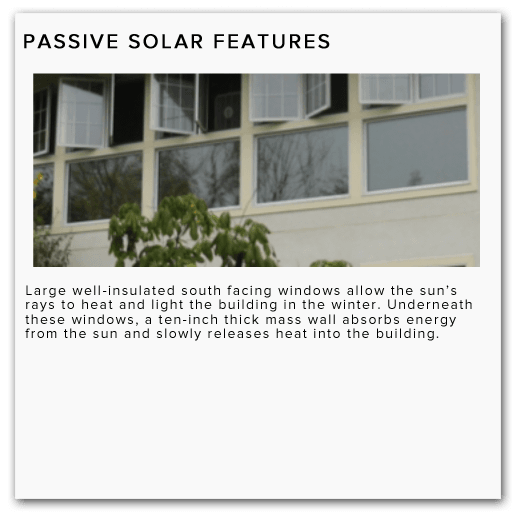 PASSIVE SOLAR FEATURES
Large well-insulated south facing windows allow the sun's
rays to heat and light the building in the winter. Underneath
these windows, a ten-inch thick mass wall absorbs energy
from the sun and slowly releases heat into the building.